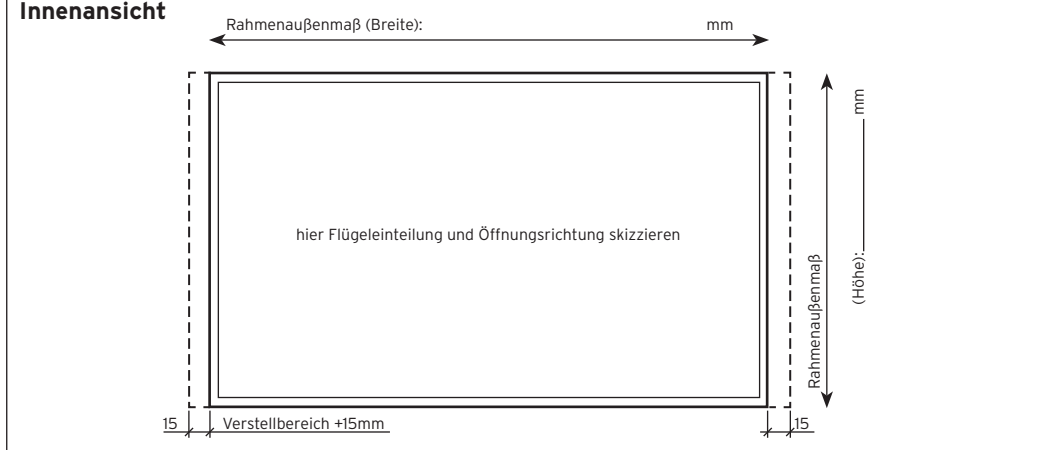 Innenansicht
Rahmenaußenmaß (Breite): mm
hier Flügeleinteilung und Öffnungsrichtung skizzieren
Rahmenaußenmaß
(Höhe): mm
15 Verstellbereich +15mm 15